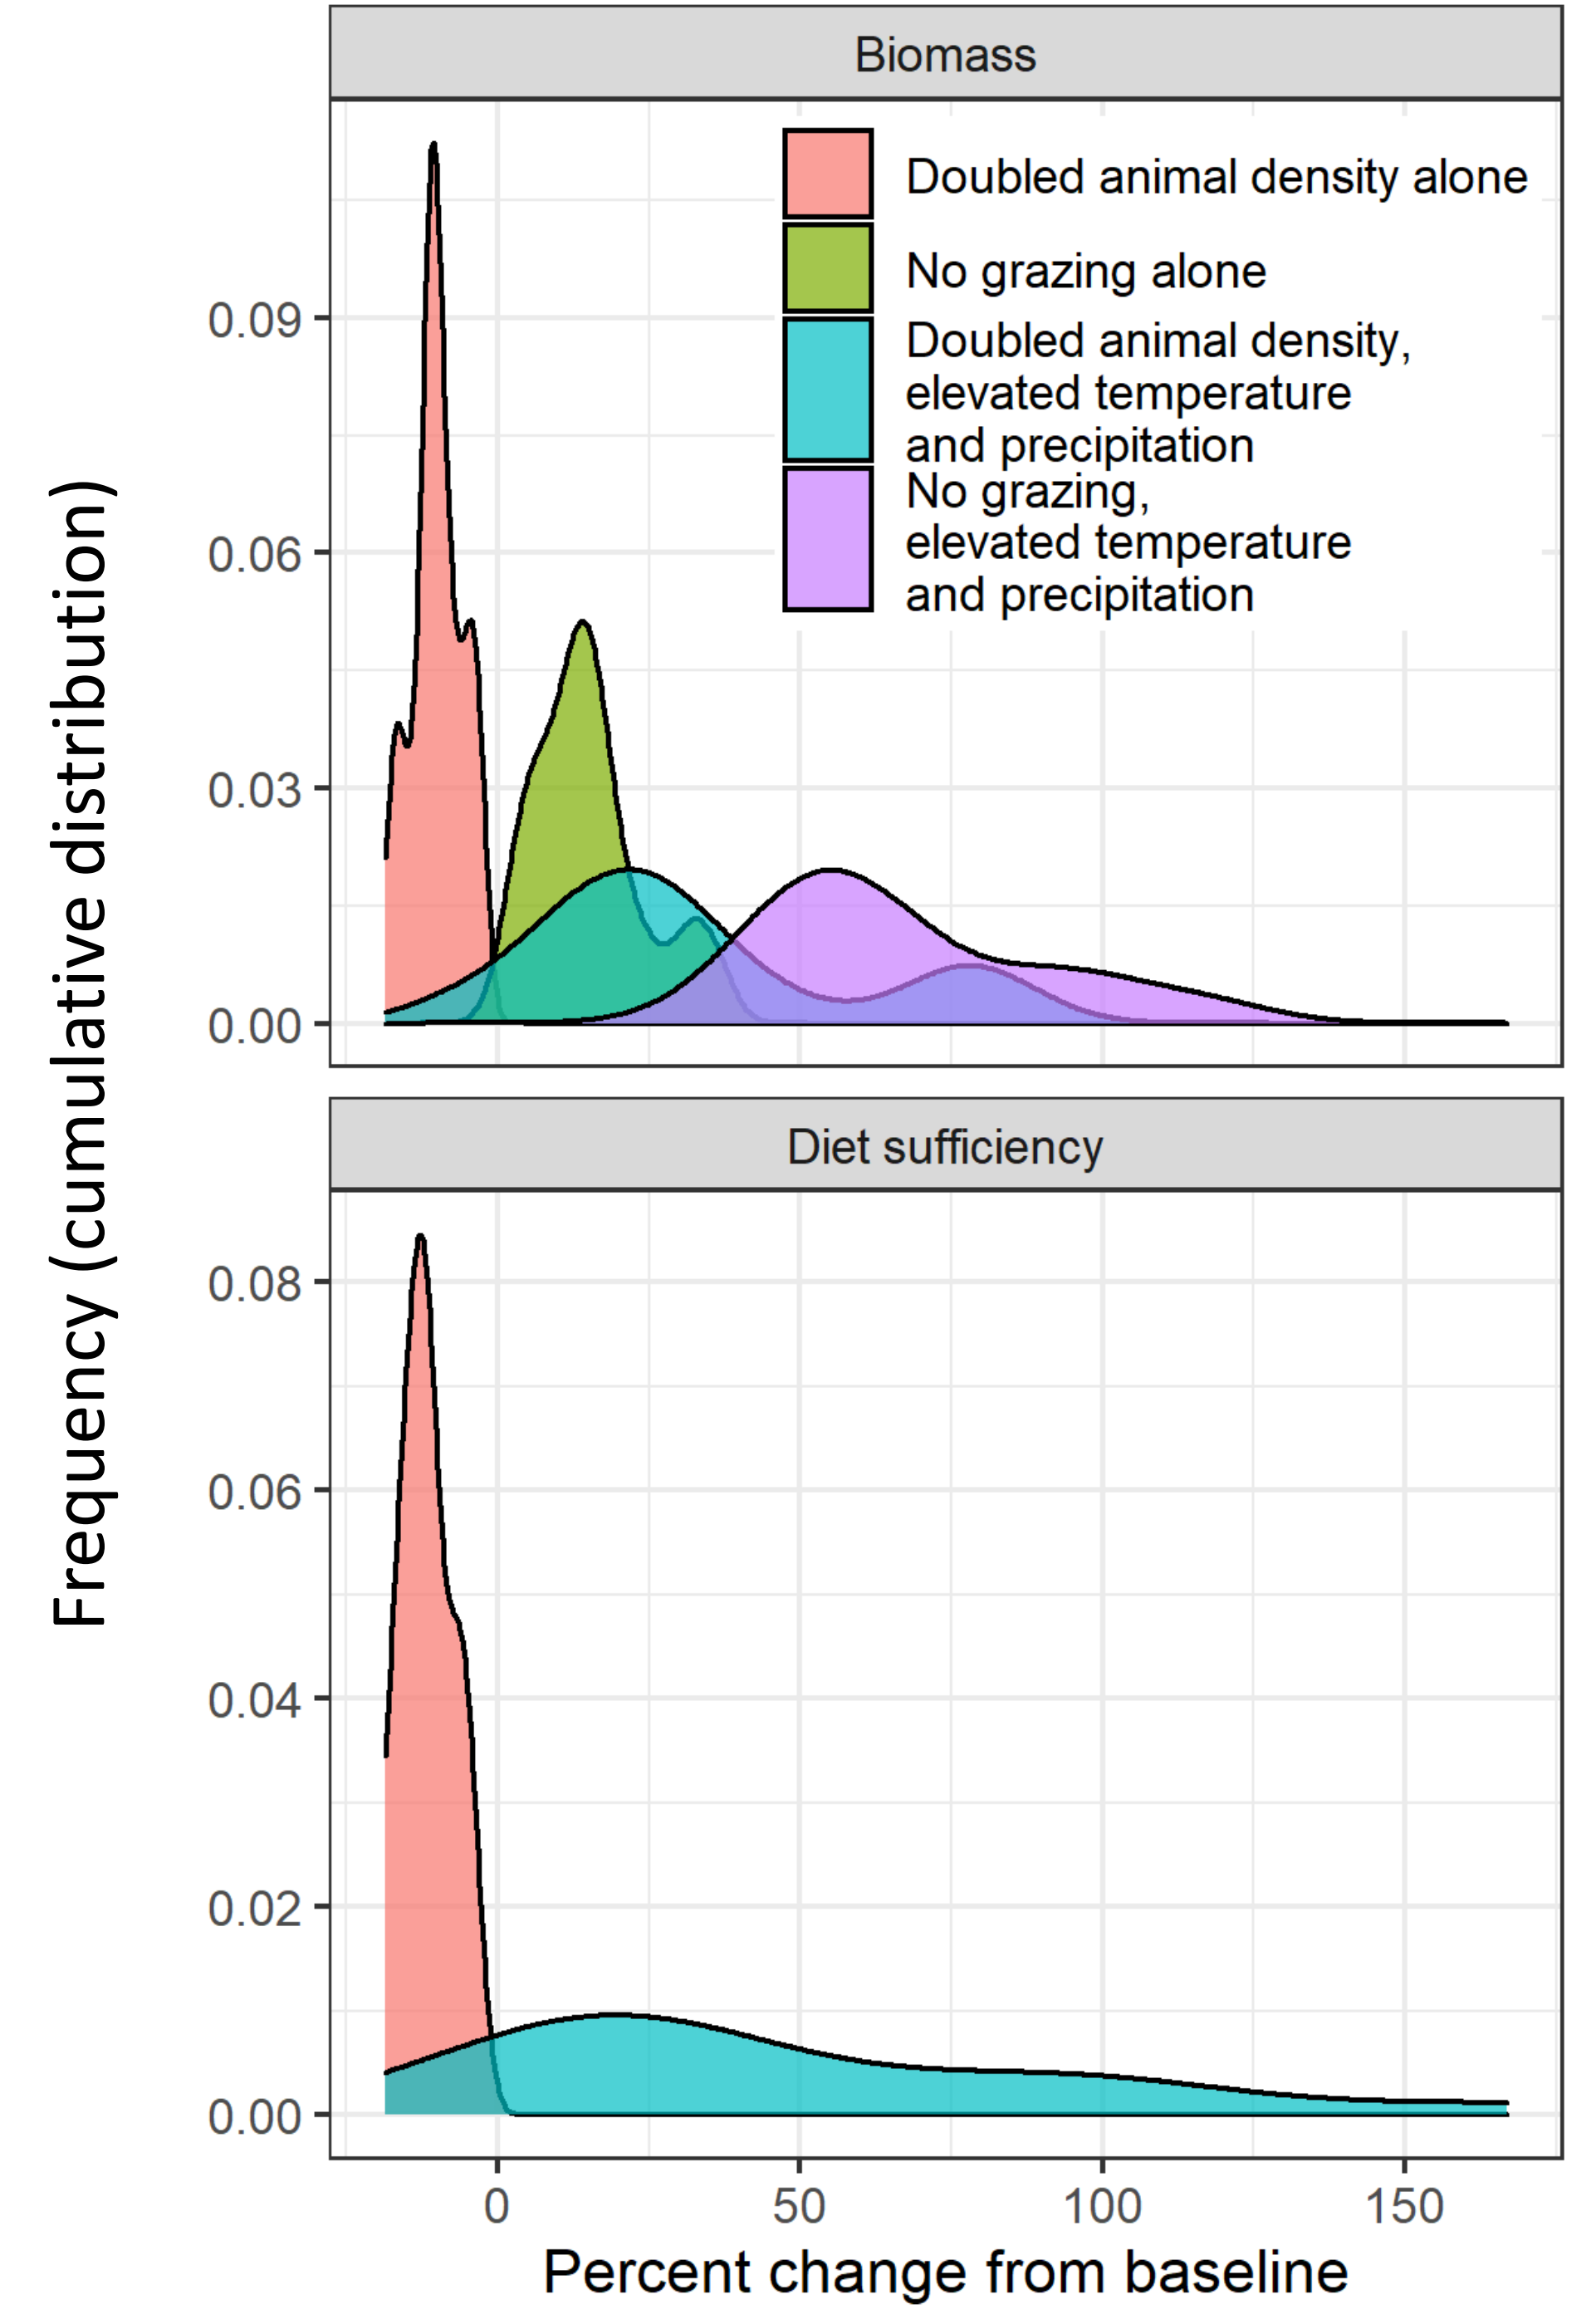 Biomass
Doubled animal density alone
No grazing alone
Doubled animal density,
elevated temperature
and precipitation
No grazing,
elevated temperature
and precipitation
0.09
0.06
0.03
0.00
Frequency (cumulative distribution)
Diet sufficiency
0.08
0.06
0.04
0.02
0.00
0 50 100 150
Percent change from baseline